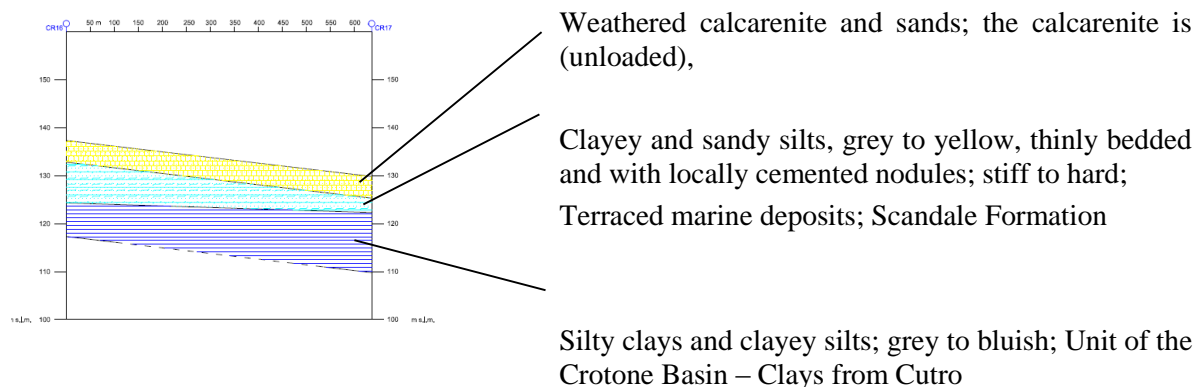 CR16 50 m 100 150 200 250 300 350 400 450 500 550 600 CR17
150 150
140 140
130 130
120 120
110 110
100 100
m s.l.m.
Weathered calcarenite and sands; the calcarenite is
(unloaded),
Clayey and sandy silts, grey to yellow, thinly bedded
and with locally cemented nodules; stiff to hard;
Terraced marine deposits; Scandale Formation
Silty clays and clayey silts; grey to bluish; Unit of the
Crotone Basin – Clays from Cutro